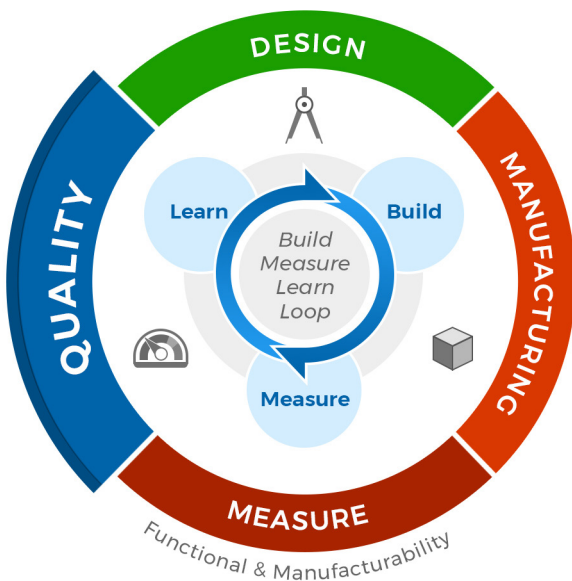 DESIGN
QUALITY
MANUFACTURING
Learn
Build
Build
Measure
Learn
Loop
Measure
MEASURE
Functional & Manufacturability